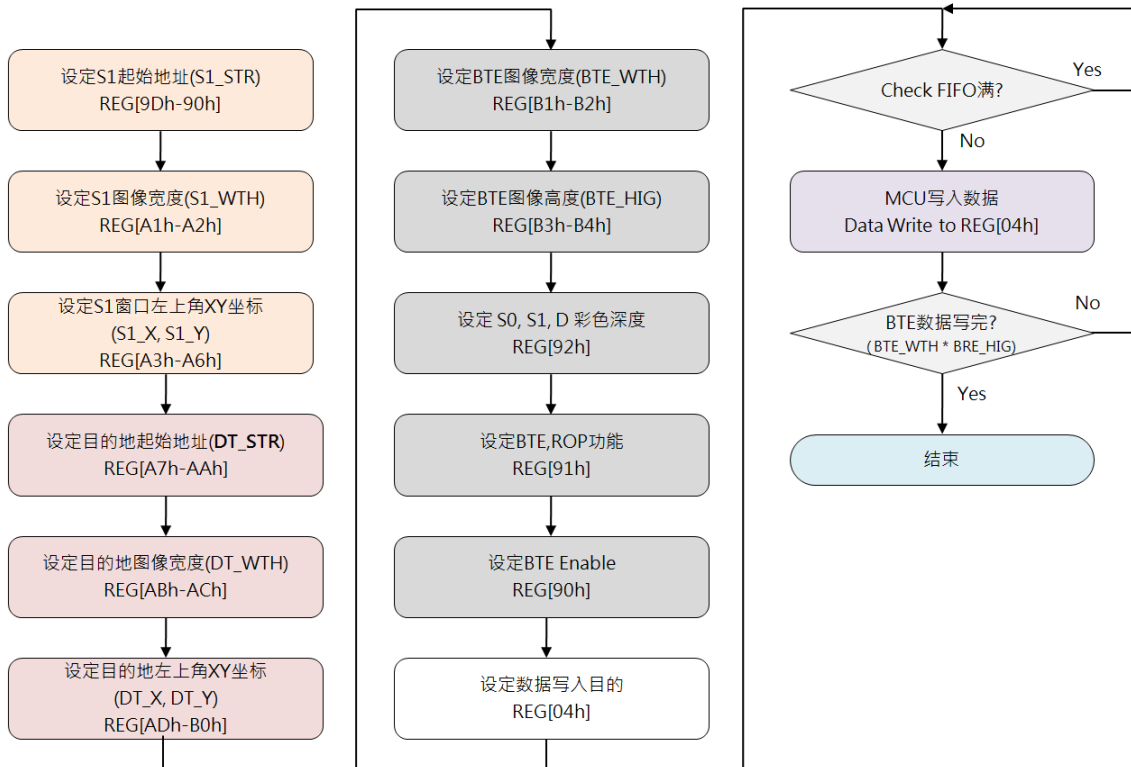 设定S1起始地址(S1_STR)
REG[9Dh-90h]
设定S1图像宽度(S1_WTH)
REG[A1h-A2h]
设定S1窗口左上角XY坐标
(S1_X, S1_Y)
REG[A3h-A6h]
设定目的地起始地址(DT_STR)
REG[A7h-AAh]
设定目的地图像宽度(DT_WTH)
REG[ABh-ACh]
设定目的地左上角XY坐标
(DT_X, DT_Y)
REG[ADh-B0h]
设定BTE图像宽度(BTE_WTH)
REG[B1h-B2h]
设定BTE图像高度(BTE_HIG)
REG[B3h-B4h]
设定 S0, S1, D 彩色深度
REG[92h]
设定BTE,ROP功能
REG[91h]
设定BTE Enable
REG[90h]
设定数据写入目的
REG[04h]
Check FIFO满?
Yes
No
MCU写入数据
Data Write to REG[04h]
BTE数据写完?
(BTE_WTH * BRE_HIG)
No
Yes
结束